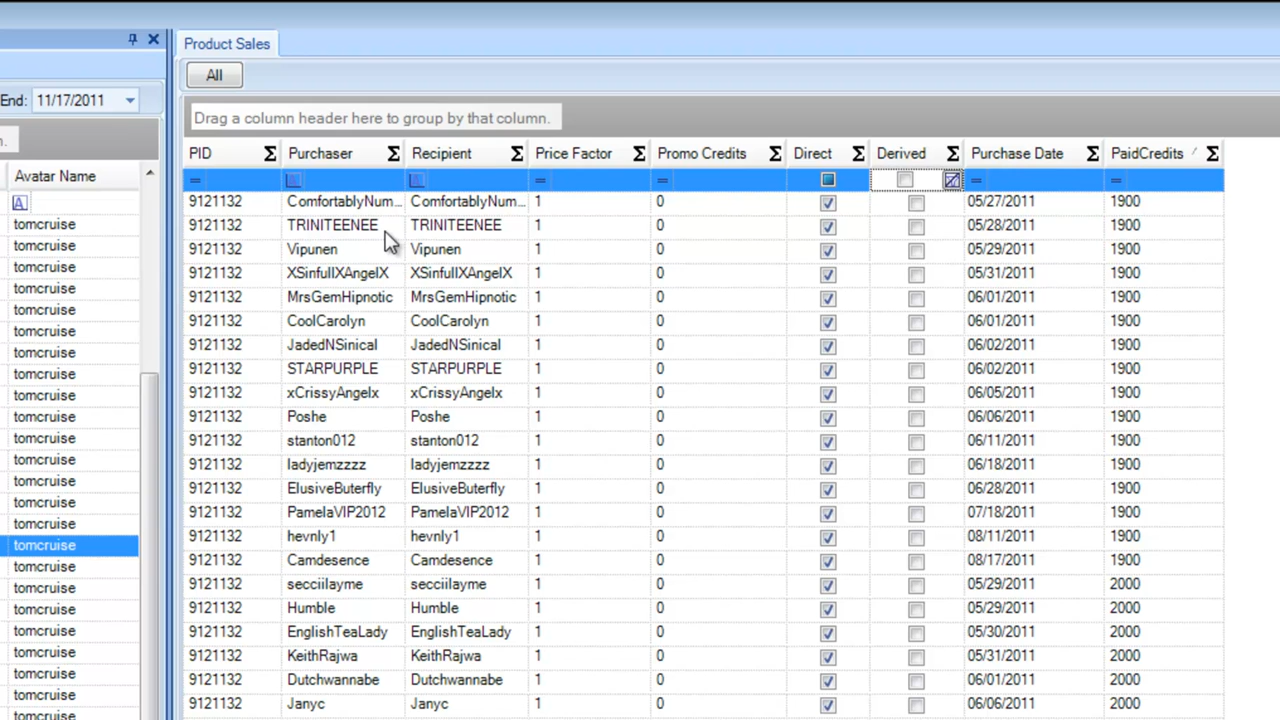 Product Sales
End: 11/17/2011
All
Drag a column header here to group by that column.
n.
Avatar Name
PID Σ Purchaser Σ Recipient Σ Price Factor Σ Promo Credits Σ Direct Σ Derived Σ Purchase Date Σ PaidCredits Σ
= A A = = = =
A
9121132 ComfortablyNum... ComfortablyNum... 1 0 05/27/2011 1900
tomcruise
9121132 TRINITEENEE TRINITEENEE 1 0 05/28/2011 1900
tomcruise
9121132 Vipunen Vipunen 1 0 05/29/2011 1900
tomcruise
9121132 XSinfullXAngelX XSinfullXAngelX 1 0 05/31/2011 1900
tomcruise
9121132 MrsGemHipnotic MrsGemHipnotic 1 0 06/01/2011 1900
tomcruise
9121132 CoolCarolyn CoolCarolyn 1 0 06/01/2011 1900
tomcruise
9121132 JadedNSinical JadedNSinical 1 0 06/02/2011 1900
tomcruise
9121132 STARPURPLE STARPURPLE 1 0 06/02/2011 1900
tomcruise
9121132 xCrissyAngelx xCrissyAngelx 1 0 06/05/2011 1900
tomcruise
9121132 Poshe Poshe 1 0 06/06/2011 1900
tomcruise
9121132 stanton012 stanton012 1 0 06/11/2011 1900
tomcruise
9121132 ladyjemzzzz ladyjemzzzz 1 0 06/18/2011 1900
tomcruise
9121132 ElusiveButerfly ElusiveButerfly 1 0 06/28/2011 1900
tomcruise
9121132 PamelaVIP2012 PamelaVIP2012 1 0 07/18/2011 1900
tomcruise
9121132 hevnly1 hevnly1 1 0 08/11/2011 1900
tomcruise
9121132 Camdesence Camdesence 1 0 08/17/2011 1900
tomcruise
9121132 secciilayme secciilayme 1 0 05/29/2011 2000
tomcruise
9121132 Humble Humble 1 0 05/29/2011 2000
tomcruise
9121132 EnglishTeaLady EnglishTeaLady 1 0 05/30/2011 2000
tomcruise
9121132 KeithRajwa KeithRajwa 1 0 05/31/2011 2000
tomcruise
9121132 Dutchwannabe Dutchwannabe 1 0 06/01/2011 2000
tomcruise
9121132 Janyc Janyc 1 0 06/06/2011 2000
tomcruise
tomcruise
tomcruise